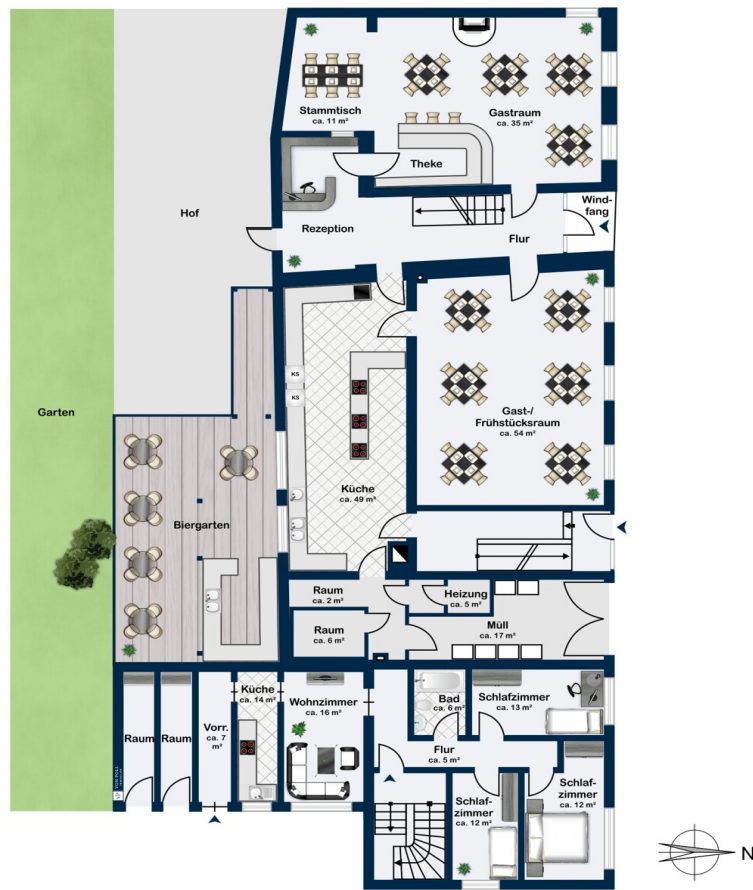 Stammtisch
ca. 11 m²
Gastraum
ca. 35 m²
Theke
Wind-
fang
Hof
Rezeption
Flur
KS
KS
Garten
Gast-/
Frühstücksraum
ca. 54 m²
Küche
ca. 49 m²
Biergarten
Raum
ca. 2 m²
Heizung
ca. 5 m²
Raum
ca. 6 m²
Müll
ca. 17 m²
Küche
ca. 14 m²
Wohnzimmer
ca. 16 m²
Bad
ca. 6 m²
Schlafzimmer
ca. 13 m²
Raum
Raum
Vorr.
ca. 7
m²
Flur
ca. 5 m²
Schlaf-
zimmer
ca. 12 m²
Schlaf-
zimmer
ca. 12 m²
VON POLL
N